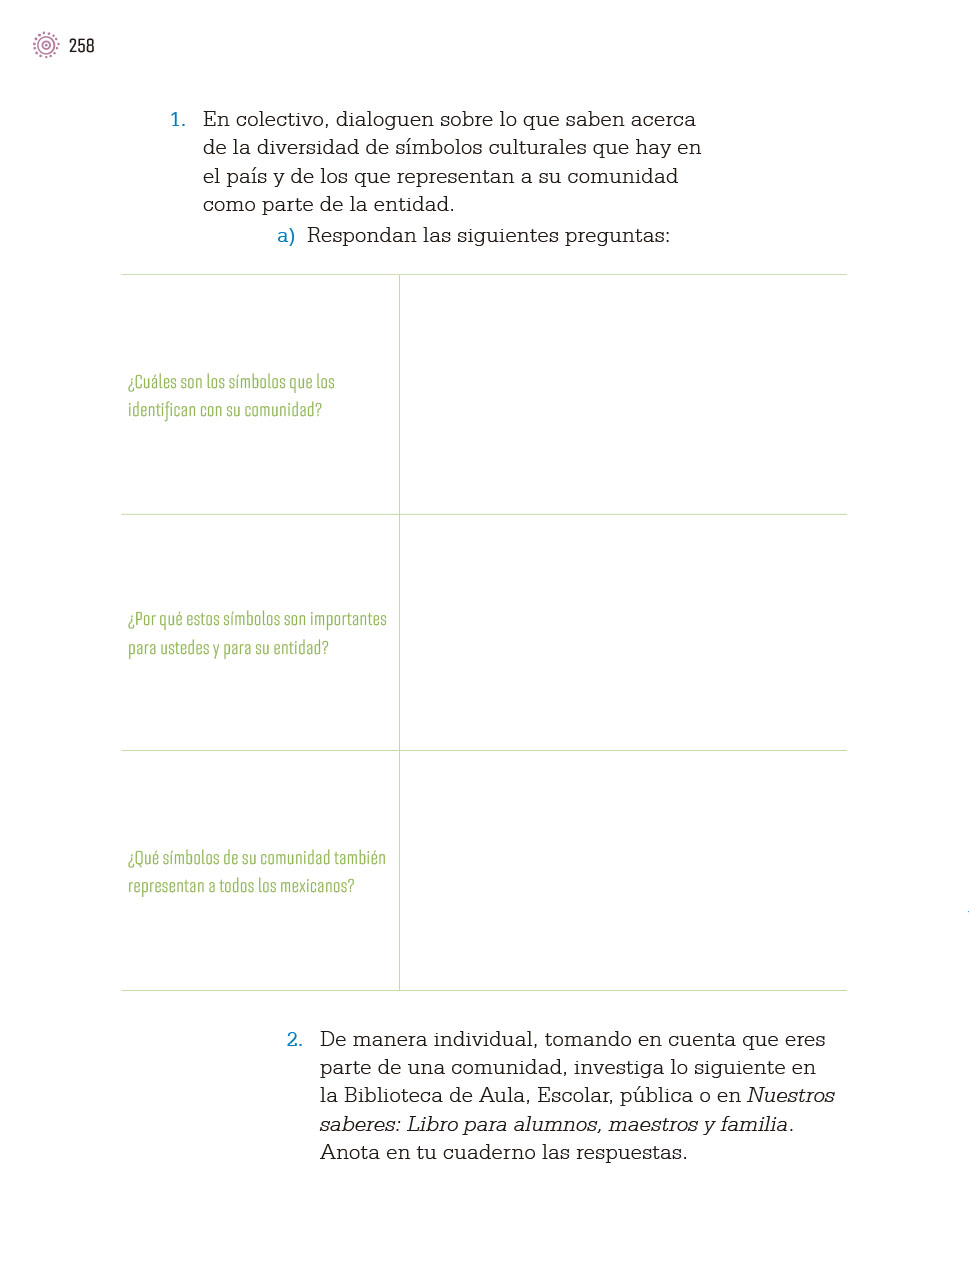 258
1. En colectivo, dialoguen sobre lo que saben acerca
de la diversidad de símbolos culturales que hay en
el país y de los que representan a su comunidad
como parte de la entidad.
a) Respondan las siguientes preguntas:
¿Cuáles son los símbolos que los
identifican con su comunidad?
¿Por qué estos símbolos son importantes
para ustedes y para su entidad?
¿Qué símbolos de su comunidad también
representan a todos los mexicanos?
2. De manera individual, tomando en cuenta que eres
parte de una comunidad, investiga lo siguiente en
la Biblioteca de Aula, Escolar, pública o en Nuestros
saberes: Libro para alumnos, maestros y familia.
Anota en tu cuaderno las respuestas.